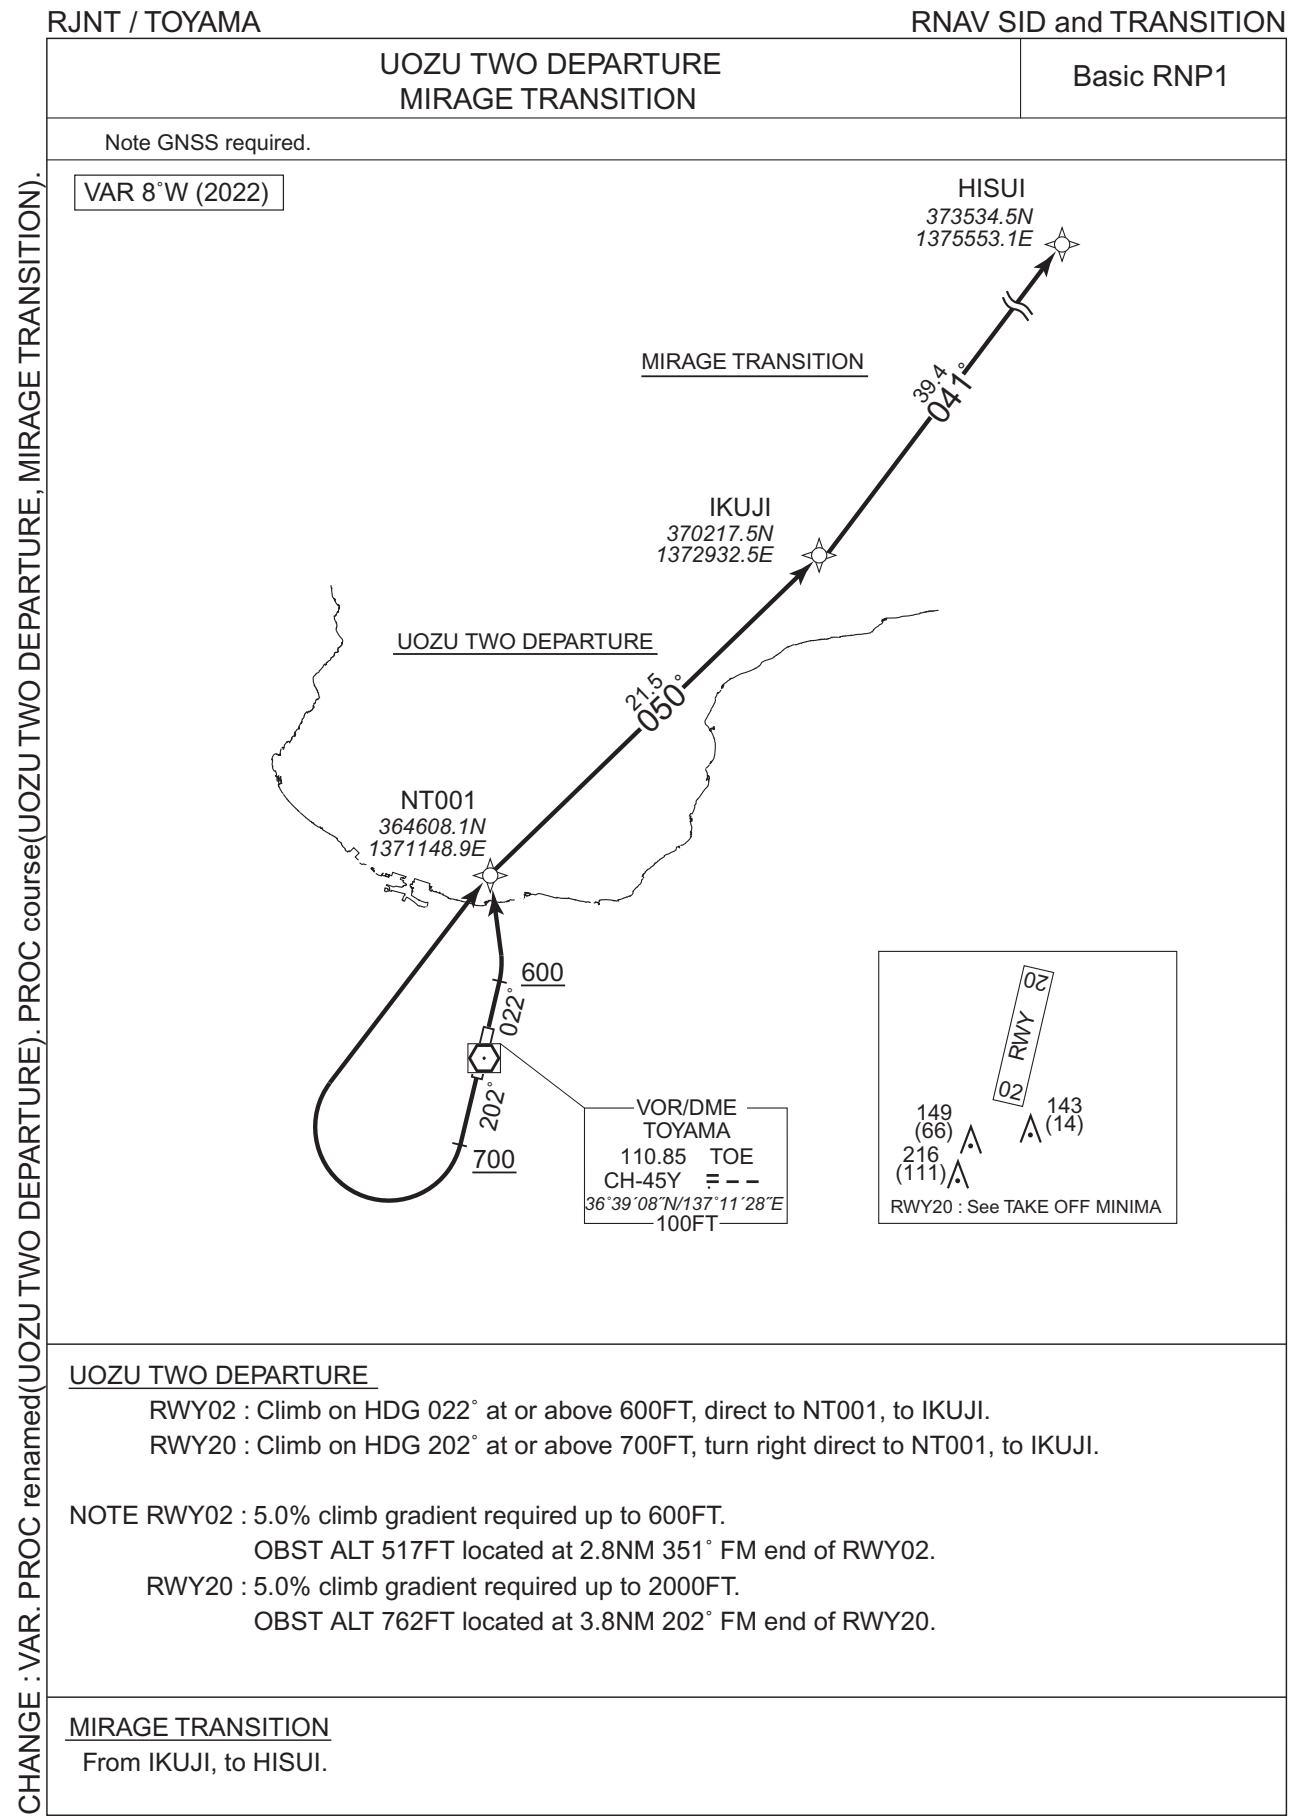 RJNT / TOYAMA
RNAV SID and TRANSITION
UOZU TWO DEPARTURE
MIRAGE TRANSITION
Basic RNP1
Note GNSS required.
VAR 8°W (2022)
HISUI
373534.5N
1375553.1E
MIRAGE TRANSITION
39.4
041°
IKUJI
370217.5N
1372932.5E
UOZU TWO DEPARTURE
21.5
050°
NT001
364608.1N
1371148.9E
600
022°
202°
700
VOR/DME
TOYAMA
110.85 TOE
CH-45Y
36°39′08″N/137°11′28″E
100FT
20
RWY
02
149
(66)
143
(14)
216
(111)
RWY20 : See TAKE OFF MINIMA
UOZU TWO DEPARTURE
RWY02 : Climb on HDG 022° at or above 600FT, direct to NT001, to IKUJI.
RWY20 : Climb on HDG 202° at or above 700FT, turn right direct to NT001, to IKUJI.
NOTE RWY02 : 5.0% climb gradient required up to 600FT.
OBST ALT 517FT located at 2.8NM 351° FM end of RWY02.
RWY20 : 5.0% climb gradient required up to 2000FT.
OBST ALT 762FT located at 3.8NM 202° FM end of RWY20.
MIRAGE TRANSITION
From IKUJI, to HISUI.
CHANGE : VAR. PROC renamed(UOZU TWO DEPARTURE). PROC course(UOZU TWO DEPARTURE, MIRAGE TRANSITION).